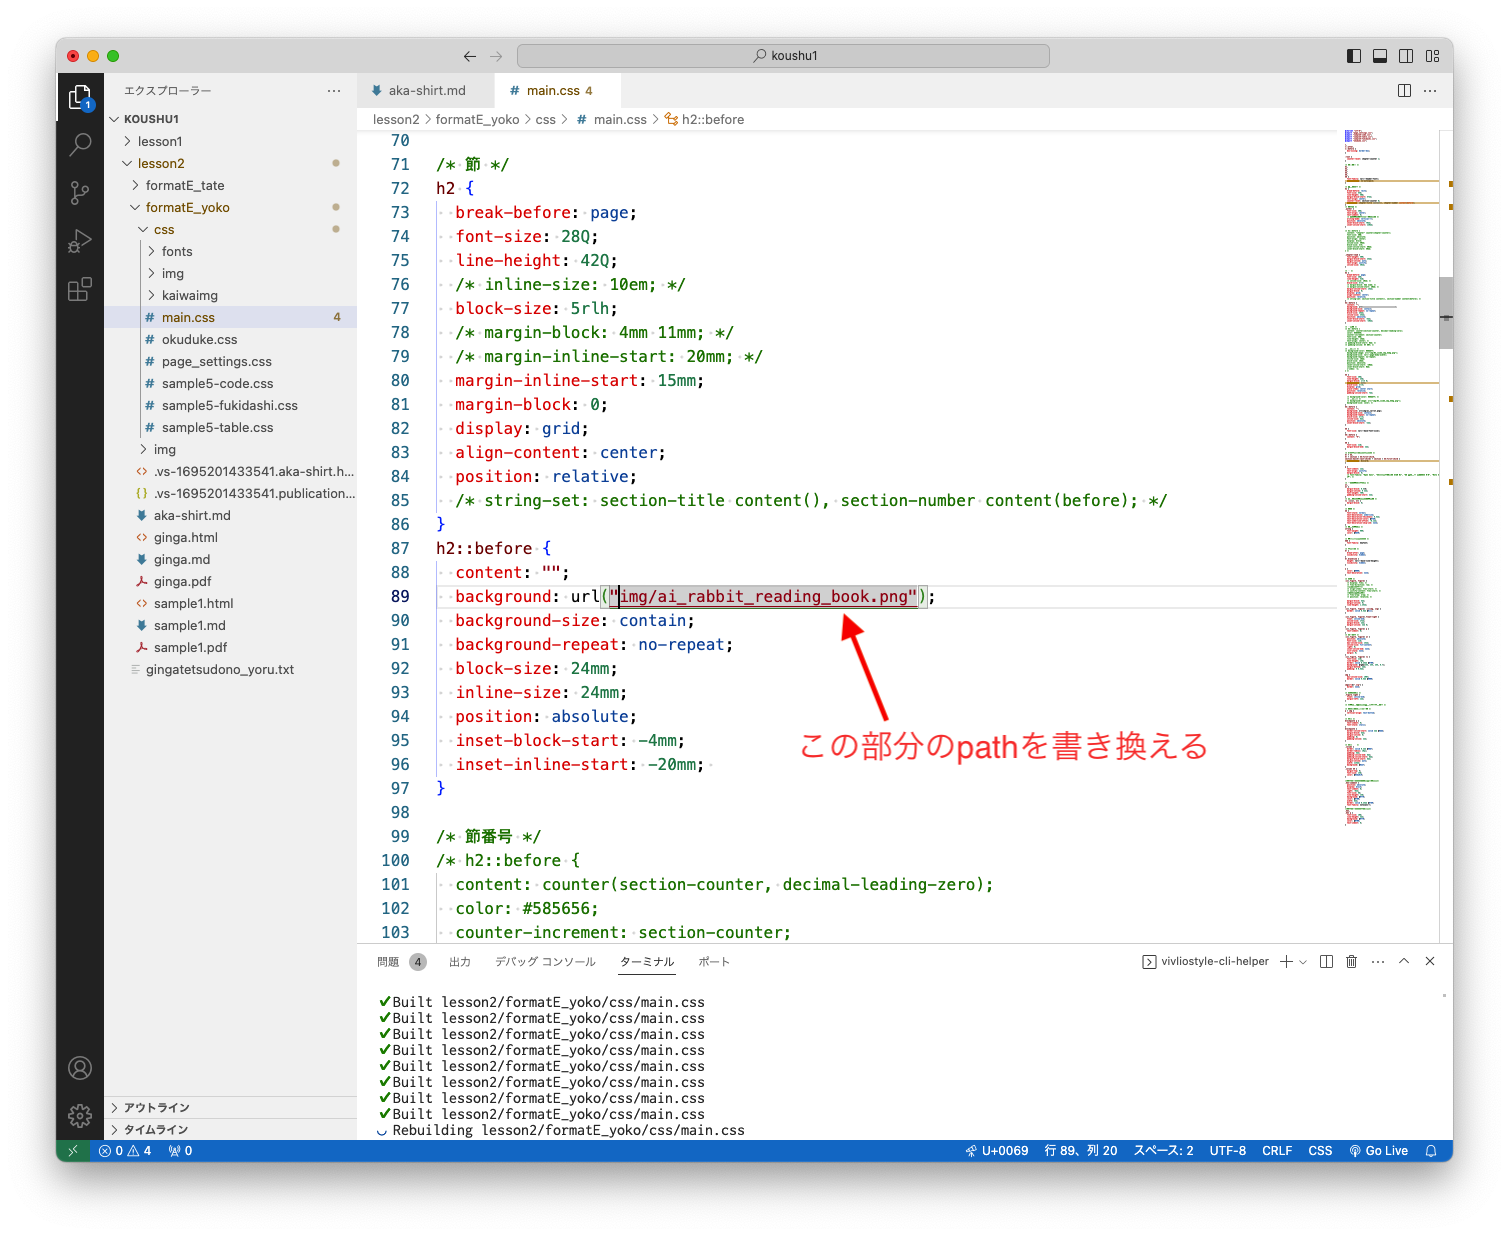 koushu1
エクスプローラー
aka-shirt.md
main.css 4
lesson2 > formatE_yoko > css > # main.css > h2::before
1
KOUSHU1
lesson1
lesson2
formatE_tate
formatE_yoko
css
fonts
img
kaiwaimg
# main.css 4
# okuduke.css
# page_settings.css
# sample5-code.css
# sample5-fukidashi.css
# sample5-table.css
img
<> .vs-1695201433541.aka-shirt.h...
{} .vs-1695201433541.publication...
aka-shirt.md
<> ginga.html
ginga.md
ginga.pdf
<> sample1.html
sample1.md
sample1.pdf
gingatetsudono_yoru.txt
アウトライン
タイムライン
70
71 /* 節 */
72 h2 {
73 break-before: page;
74 font-size: 28Q;
75 line-height: 42Q;
76 /* inline-size: 10em; */
77 block-size: 5rlh;
78 /* margin-block: 4mm 11mm; */
79 /* margin-inline-start: 20mm; */
80 margin-inline-start: 15mm;
81 margin-block: 0;
82 display: grid;
83 align-content: center;
84 position: relative;
85 /* string-set: section-title content(), section-number content(before); */
86 }
87 h2::before {
88 content: "";
89 background: url("img/ai_rabbit_reading_book.png");
90 background-size: contain;
91 background-repeat: no-repeat;
92 block-size: 24mm;
93 inline-size: 24mm;
94 position: absolute;
95 inset-block-start: -4mm;
96 inset-inline-start: -20mm;
97 }
98
99 /* 節番号 */
100 /* h2::before {
101 content: counter(section-counter, decimal-leading-zero);
102 color: #585656;
103 counter-increment: section-counter;
この部分のpathを書き換える
問題 4 出力 デバッグ コンソール ターミナル ポート
vivliostyle-cli-helper
✔Built lesson2/formatE_yoko/css/main.css
✔Built lesson2/formatE_yoko/css/main.css
✔Built lesson2/formatE_yoko/css/main.css
✔Built lesson2/formatE_yoko/css/main.css
✔Built lesson2/formatE_yoko/css/main.css
✔Built lesson2/formatE_yoko/css/main.css
✔Built lesson2/formatE_yoko/css/main.css
✔Built lesson2/formatE_yoko/css/main.css
Rebuilding lesson2/formatE_yoko/css/main.css
0 4 0 U+0069 行 89、列 20 スペース: 2 UTF-8 CRLF CSS Go Live